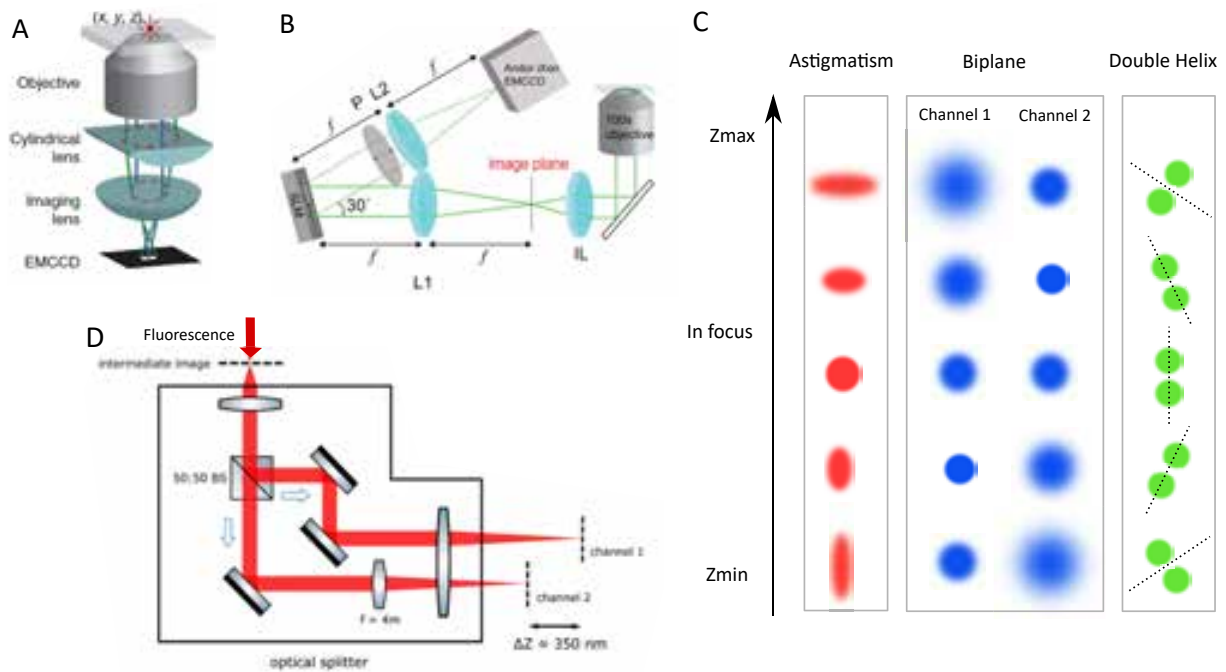 A
(x, y, z)
Objective
Cylindrical
lens
Imaging
lens
EMCCD
B
f
Andor iXon
EMCCD
P L2
f
100x
objective
image plane
SLM
30°
f
f
IL
L1
C
Astigmatism
Biplane
Double Helix
Channel 1
Channel 2
Zmax
In focus
Zmin
D
Fluorescence
intermediate image
50:50 BS
channel 1
channel 2
f = 4m
ΔZ ≈ 350 nm
optical splitter